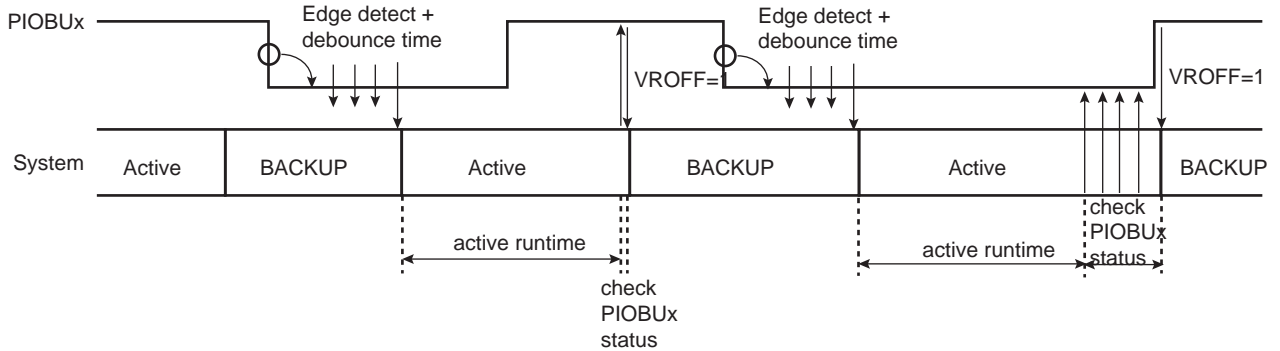 PIOBUx
Edge detect +
debounce time
VROFF=1
Edge detect +
debounce time
VROFF=1
System
Active
BACKUP
Active
BACKUP
Active
BACKUP
active runtime
check
PIOBUx
status
active runtime
check
PIOBUx
status